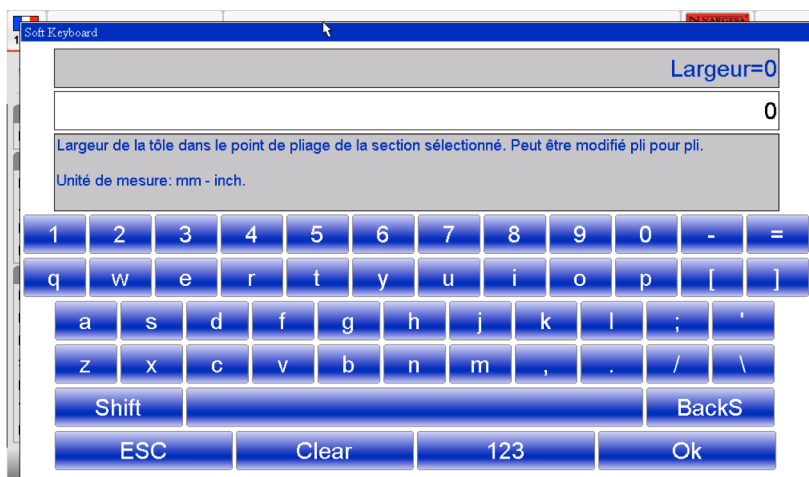 NARGESA
1
Soft Keyboard
Largeur=0
0
Largeur de la tôle dans le point de pliage de la section sélectionné. Peut être modifié pli pour pli.
Unité de mesure: mm - inch.
1 2 3 4 5 6 7 8 9 0 - =
q w e r t y u i o p [ ]
a s d f g h j k l ; '
z x c v b n m , . / \
Shift BackS
ESC Clear 123 Ok